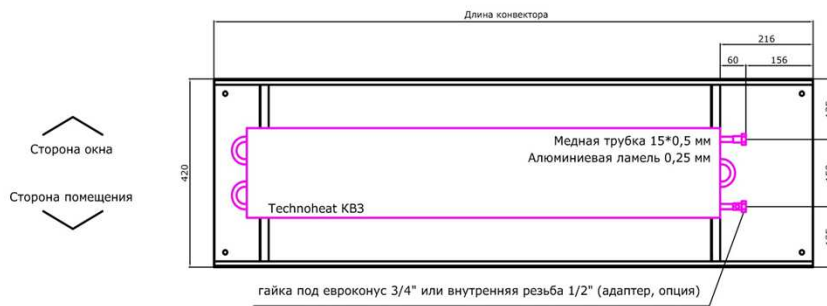 Длина конвектора
216
60
156
Сторона окна
420
Медная трубка 15*0,5 мм
Алюминиевая ламель 0,25 мм
Сторона помещения
Technoheat КВЗ
гайка под евроконус 3/4" или внутренняя резьба 1/2" (адаптер, опция)